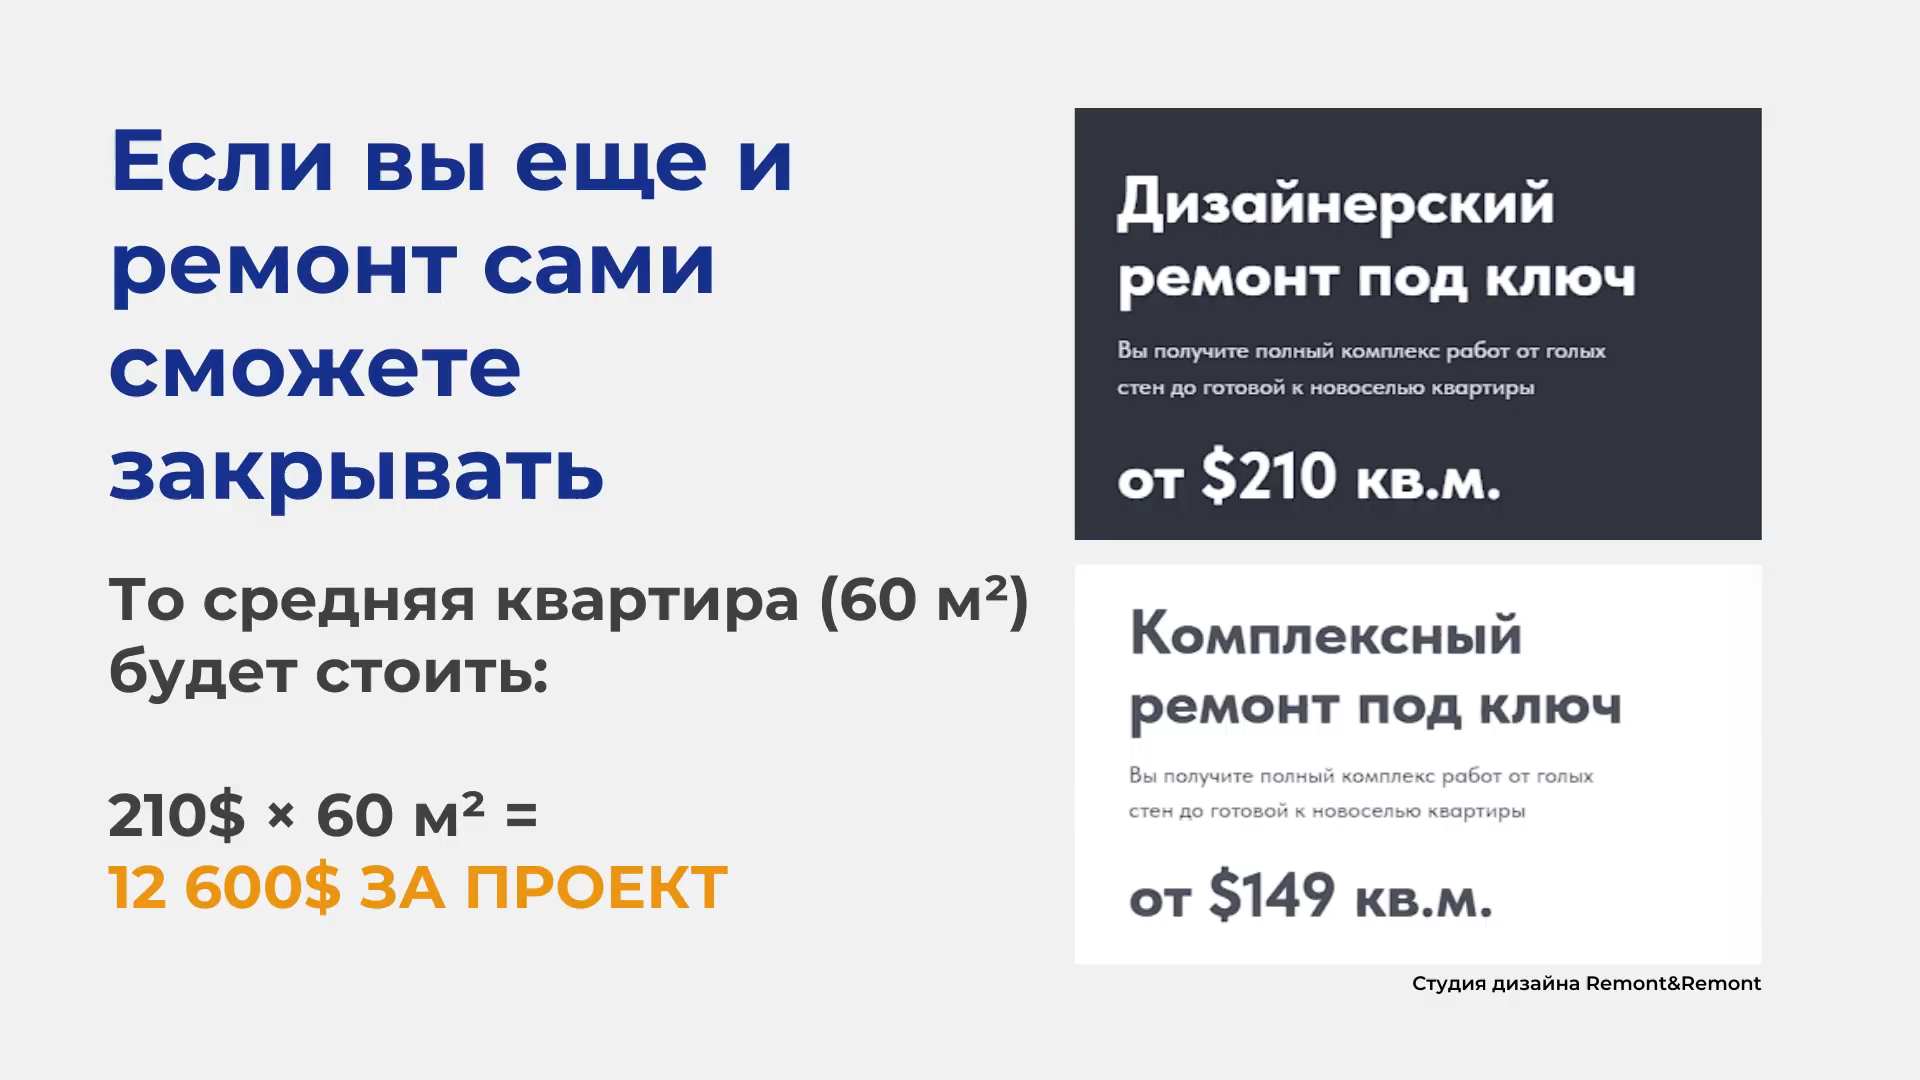 Если вы еще и
ремонт сами
сможете
закрывать
То средняя квартира (60 м²)
будет стоить:
210$ × 60 м² =
12 600$ ЗА ПРОЕКТ
Дизайнерский
ремонт под ключ
Вы получите полный комплекс работ от голых
стен до готовой к новоселью квартиры
от $210 кв.м.
Комплексный
ремонт под ключ
Вы получите полный комплекс работ от голых
стен до готовой к новоселью квартиры
от $149 кв.м.
Студия дизайна Remont&Remont